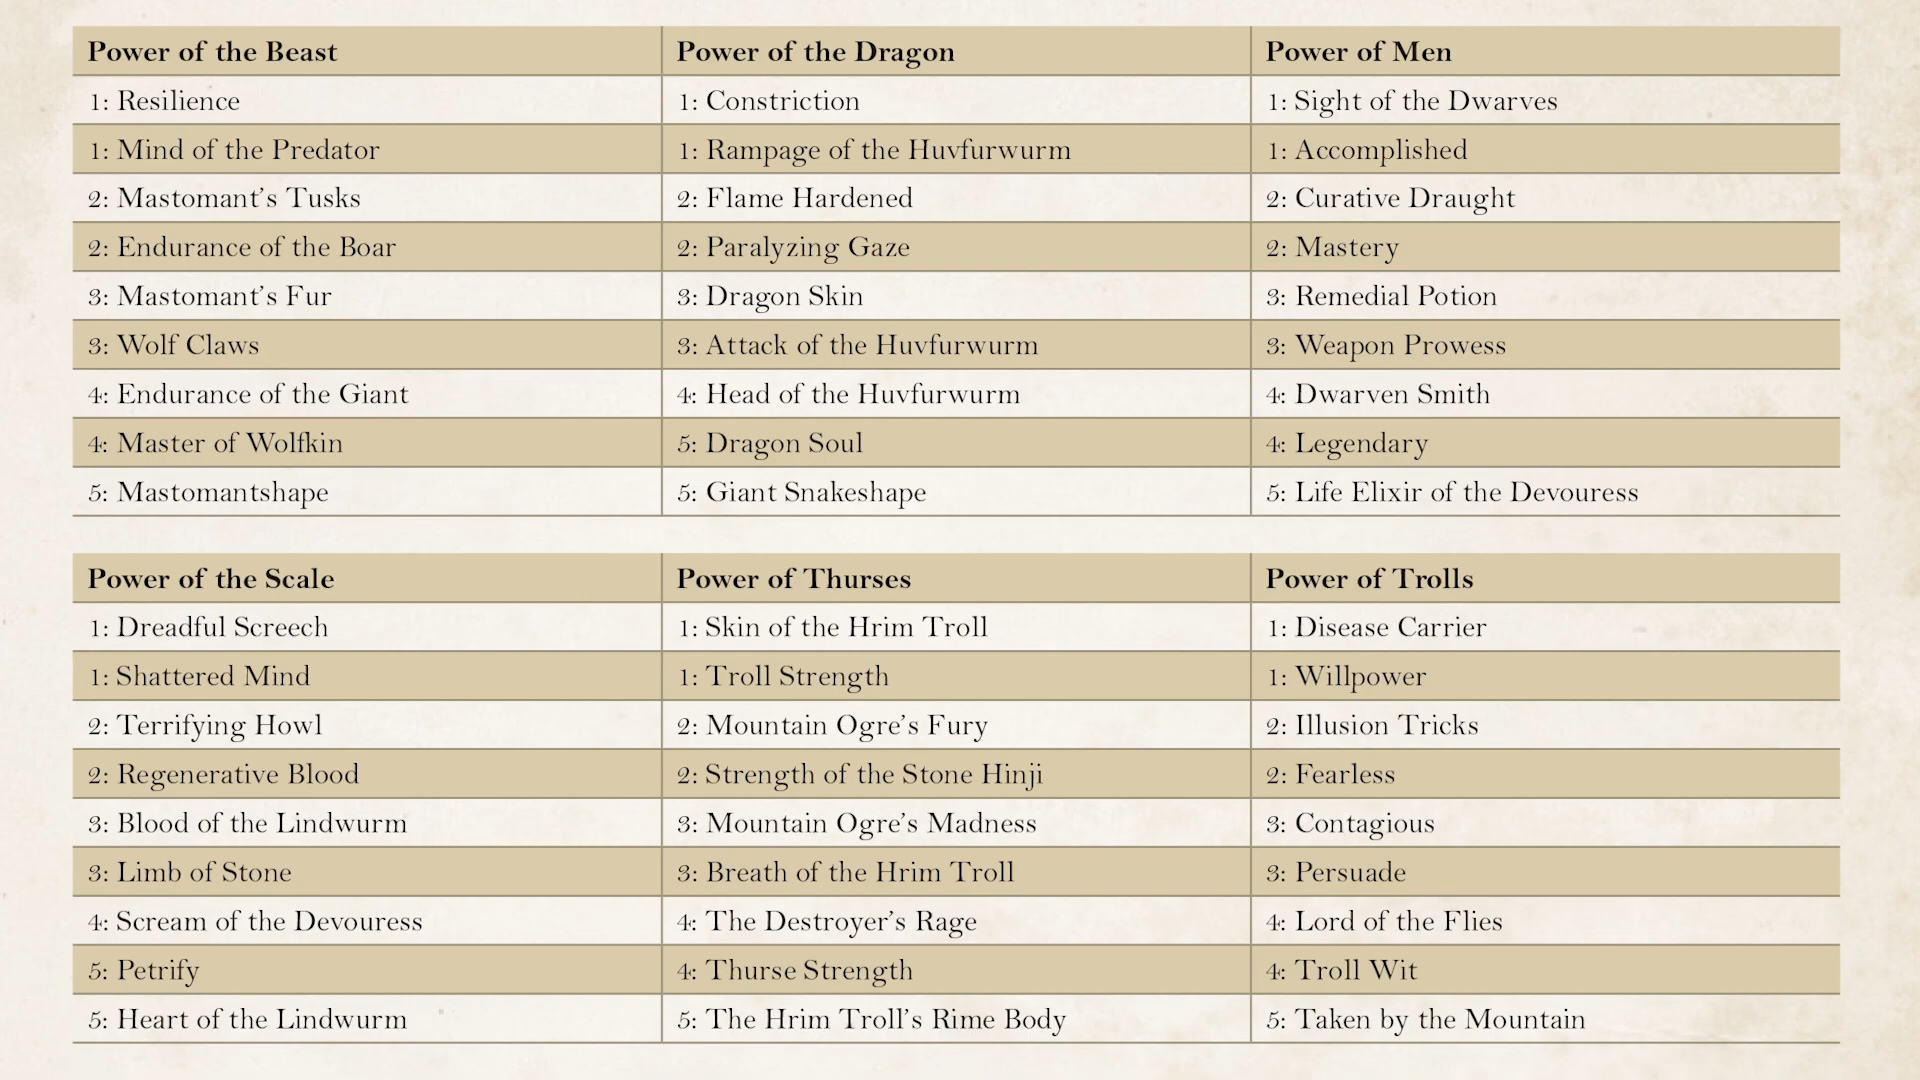 Power of the Beast
1: Resilience
1: Mind of the Predator
2: Mastomant’s Tusks
2: Endurance of the Boar
3: Mastomant’s Fur
3: Wolf Claws
4: Endurance of the Giant
4: Master of Wolfkin
5: Mastomantshape
Power of the Dragon
1: Constriction
1: Rampage of the Huvfurwurm
2: Flame Hardened
2: Paralyzing Gaze
3: Dragon Skin
3: Attack of the Huvfurwurm
4: Head of the Huvfurwurm
5: Dragon Soul
5: Giant Snakeshape
Power of Men
1: Sight of the Dwarves
1: Accomplished
2: Curative Draught
2: Mastery
3: Remedial Potion
3: Weapon Prowess
4: Dwarven Smith
4: Legendary
5: Life Elixir of the Devouress
Power of the Scale
1: Dreadful Screech
1: Shattered Mind
2: Terrifying Howl
2: Regenerative Blood
3: Blood of the Lindwurm
3: Limb of Stone
4: Scream of the Devouress
5: Petrify
5: Heart of the Lindwurm
Power of Thurses
1: Skin of the Hrim Troll
1: Troll Strength
2: Mountain Ogre’s Fury
2: Strength of the Stone Hinji
3: Mountain Ogre’s Madness
3: Breath of the Hrim Troll
4: The Destroyer’s Rage
4: Thurse Strength
5: The Hrim Troll’s Rime Body
Power of Trolls
1: Disease Carrier
1: Willpower
2: Illusion Tricks
2: Fearless
3: Contagious
3: Persuade
4: Lord of the Flies
4: Troll Wit
5: Taken by the Mountain